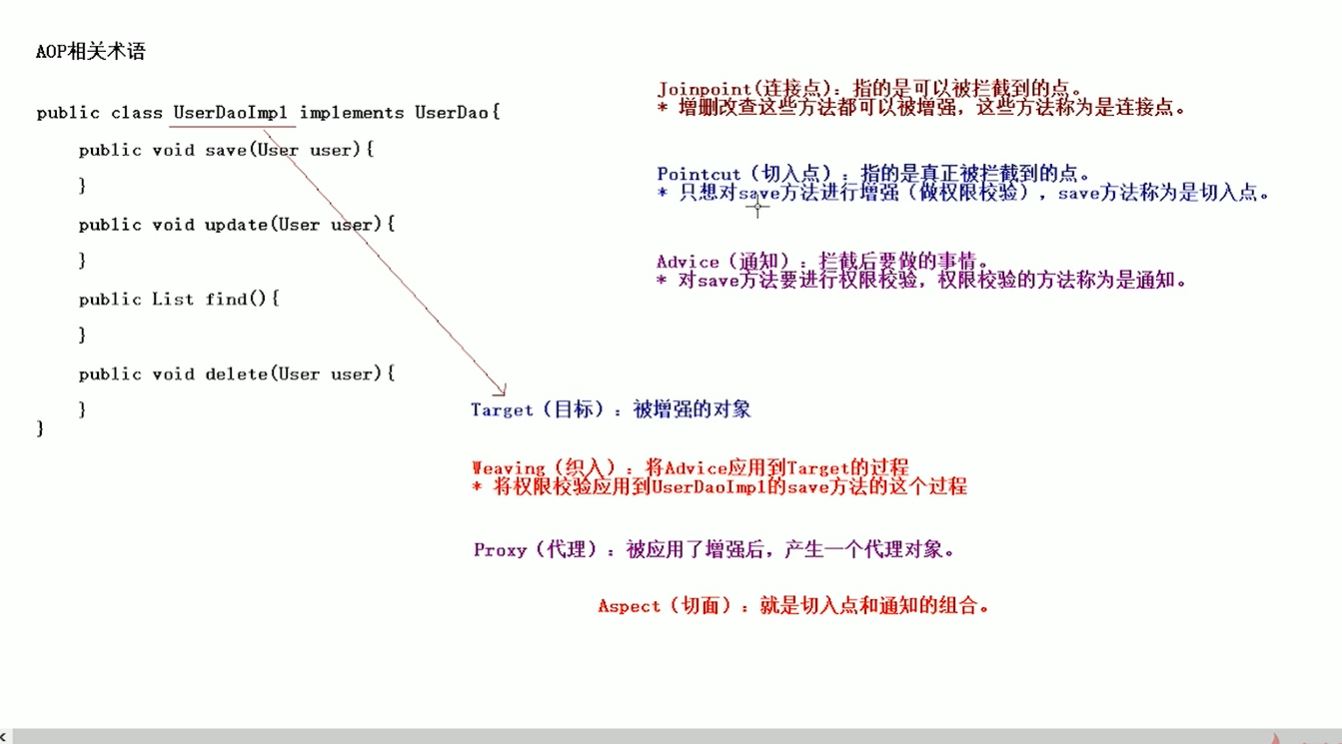 AOP相关术语
public class UserDaoImpl implements UserDao{
public void save(User user){
}
public void update(User user){
}
public List find(){
}
public void delete(User user){
}
}
Joinpoint(连接点)：指的是可以被拦截到的点。
* 增删改查这些方法都可以被增强，这些方法称为是连接点。
Pointcut（切入点）：指的是真正被拦截到的点。
* 只想对save方法进行增强（做权限校验），save方法称为是切入点。
Advice（通知）：拦截后要做的事情。
* 对save方法要进行权限校验，权限校验的方法称为是通知。
Target（目标）：被增强的对象
Weaving（织入）：将Advice应用到Target的过程
* 将权限校验应用到UserDaoImpl的save方法的这个过程
Proxy（代理）：被应用了增强后，产生一个代理对象。
Aspect（切面）：就是切入点和通知的组合。